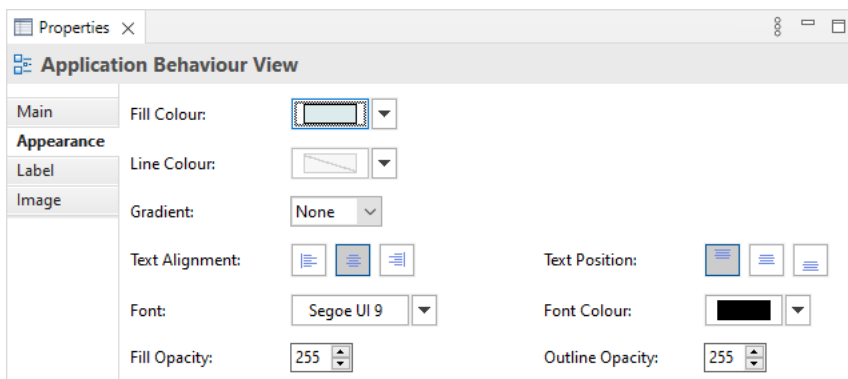 Properties
Application Behaviour View
Main
Appearance
Label
Image
Fill Colour:
Line Colour:
Gradient: None
Text Alignment: Text Position:
Font: Segoe UI 9 Font Colour:
Fill Opacity: 255 Outline Opacity: 255